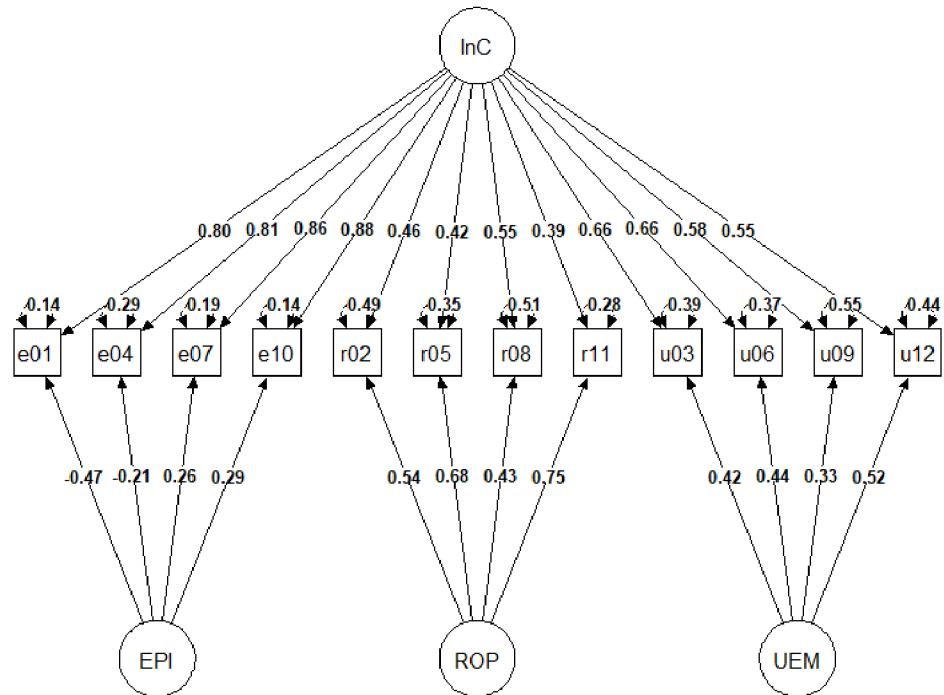 InC
0.80 0.81 0.86 0.88 0.46 0.42 0.55 0.39 0.66 0.66 0.58 0.55
0.14 0.29 0.19 0.14 0.49 0.35 0.51 0.28 0.39 0.37 0.55 0.44
e01 e04 e07 e10 r02 r05 r08 r11 u03 u06 u09 u12
-0.47 -0.21 0.26 0.29 0.54 0.68 0.43 0.75 0.42 0.44 0.33 0.52
EPI ROP UEM